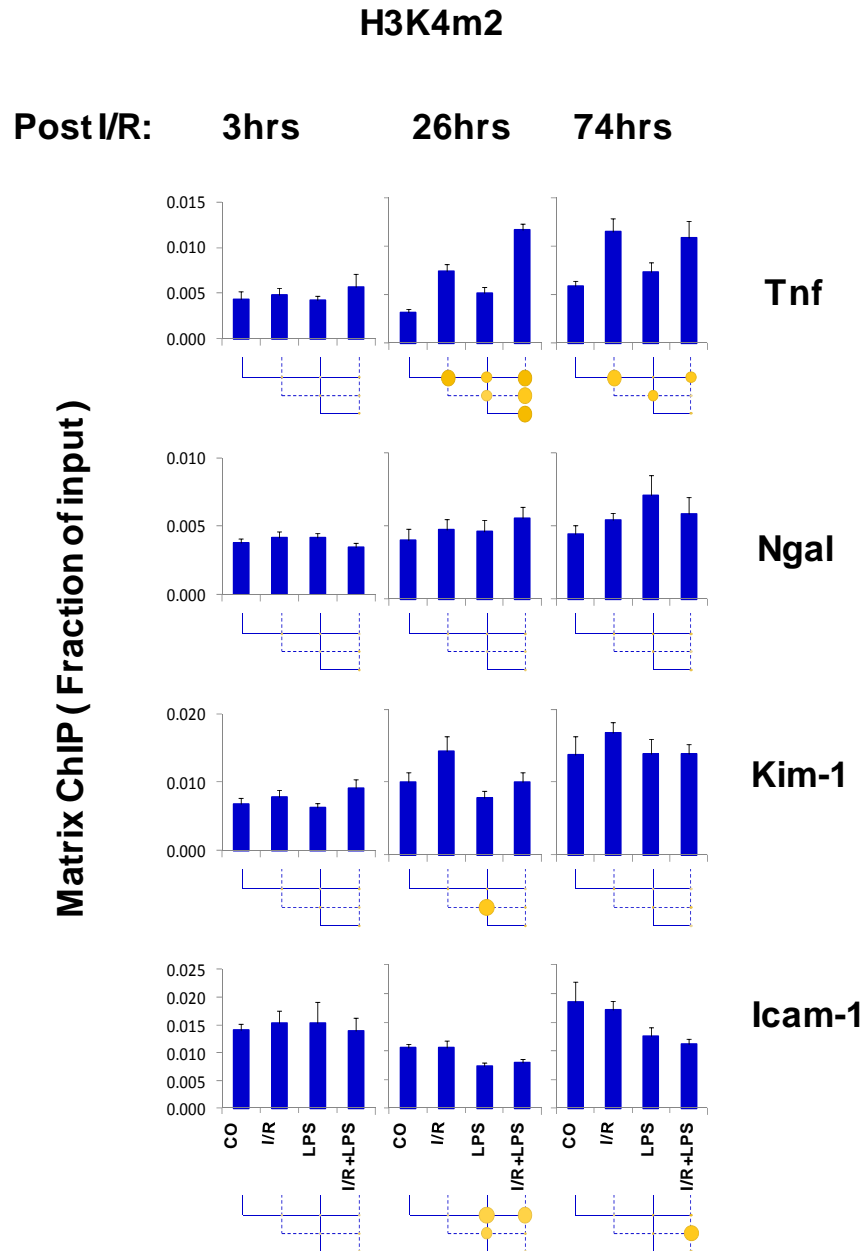 H3K4m2
Post I/R: 3hrs 26hrs 74hrs
Matrix ChIP ( Fraction of input)
0.015
0.010
0.005
0.000
Tnf
0.010
0.005
0.000
Ngal
0.020
0.010
0.000
Kim-1
0.025
0.020
0.015
0.010
0.005
0.000
Icam-1
CO I/R LPS I/R+LPS CO I/R LPS I/R+LPS CO I/R LPS I/R+LPS